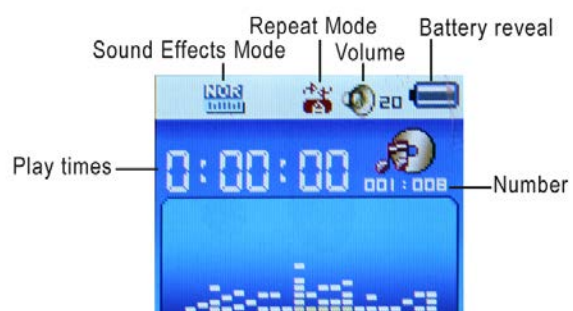 Repeat Mode Battery reveal
Sound Effects Mode Volume
NOR
20
Play times 0:00:00
001:008 Number